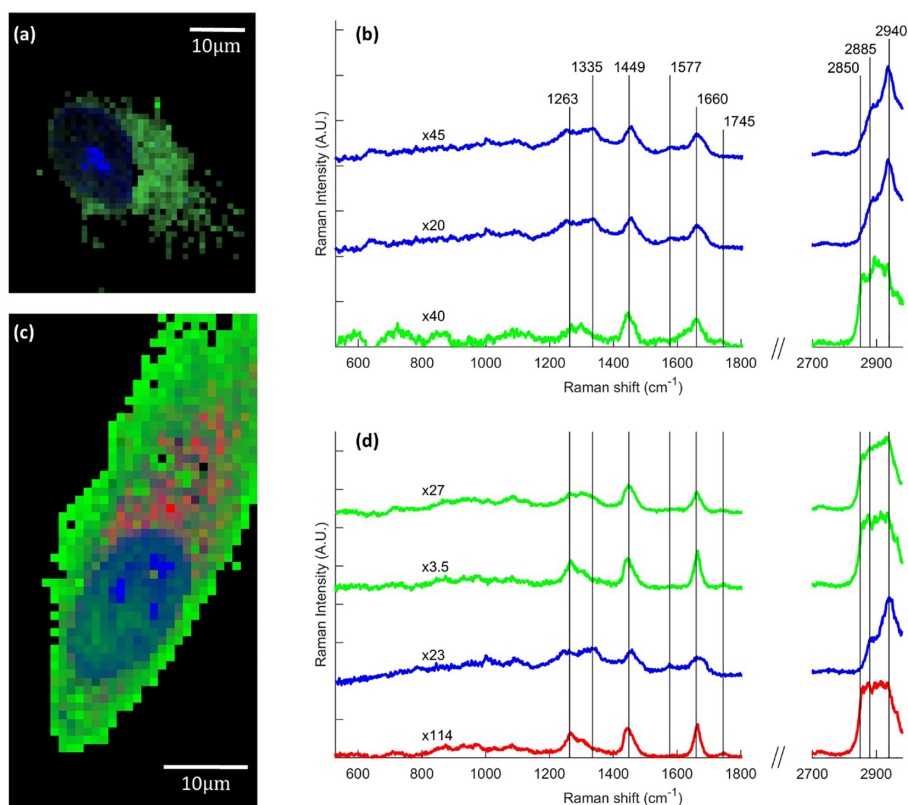 (a)
10μm
(b)
2940
2885
2850
1335
1449
1577
1263
1660
1745
x45
x20
x40
Raman Intensity (A.U.)
600
800
1000
1200
1400
1600
1800
//
2700
2900
Raman shift (cm⁻¹)
(c)
10μm
(d)
x27
x3.5
x23
x114
Raman Intensity (A.U.)
600
800
1000
1200
1400
1600
1800
//
2700
2900
Raman shift (cm⁻¹)